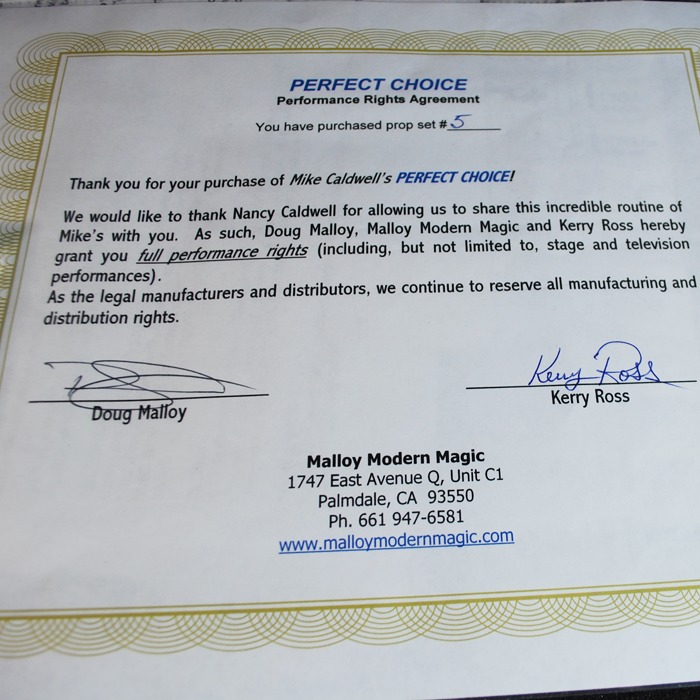 PERFECT CHOICE
Performance Rights Agreement
You have purchased prop set # 5
Thank you for your purchase of Mike Caldwell's PERFECT CHOICE!
We would like to thank Nancy Caldwell for allowing us to share this incredible routine of
Mike's with you. As such, Doug Malloy, Malloy Modern Magic and Kerry Ross hereby
grant you full performance rights (including, but not limited to, stage and television
performances).
As the legal manufacturers and distributors, we continue to reserve all manufacturing and
distribution rights.
Kerry Ross
Doug Malloy
Kerry Ross
Malloy Modern Magic
1747 East Avenue Q, Unit C1
Palmdale, CA 93550
Ph. 661 947-6581
www.malloymodernmagic.com